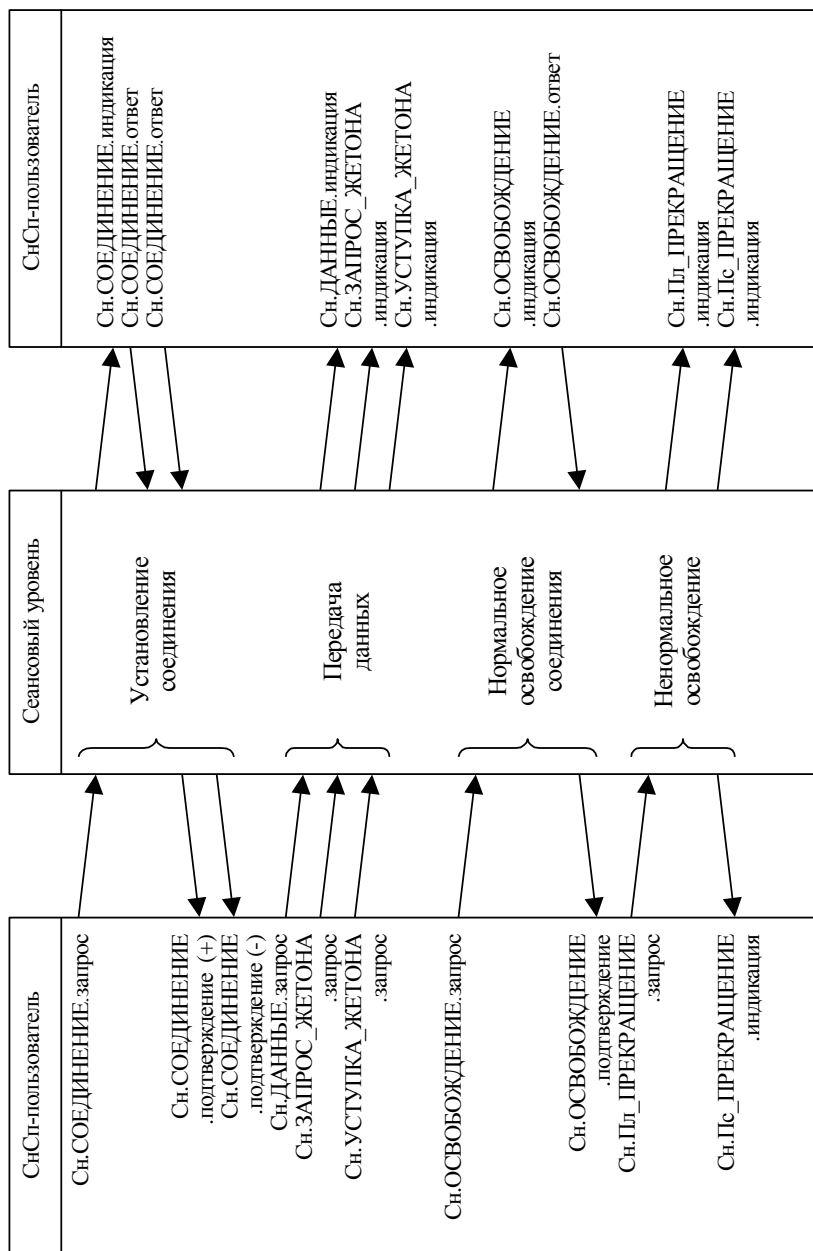 СнСп-пользователь
Сн.СОЕДИНЕНИЕ.запрос
Сн.СОЕДИНЕНИЕ
.подтверждение (+)
Сн.СОЕДИНЕНИЕ
.подтверждение (-)
Сн.ДАННЫЕ.запрос
Сн.ЗАПРОС_ЖЕТОНА
.запрос
Сн.УСТУПКА_ЖЕТОНА
.запрос
Сн.ОСВОБОЖДЕНИЕ.запрос
Сн.ОСВОБОЖДЕНИЕ
.подтверждение
Сн.Пл_ПРЕКРАЩЕНИЕ
.запрос
Сн.Пс_ПРЕКРАЩЕНИЕ
.индикация
Сеансовый уровень
Установление
соединения
Передача
данных
Нормальное
освобождение
соединения
Ненормальное
освобождение
СнСп-пользователь
Сн.СОЕДИНЕНИЕ.индикация
Сн.СОЕДИНЕНИЕ.ответ
Сн.СОЕДИНЕНИЕ.ответ
Сн.ДАННЫЕ.индикация
Сн.ЗАПРОС_ЖЕТОНА
.индикация
Сн.УСТУПКА_ЖЕТОНА
.индикация
Сн.ОСВОБОЖДЕНИЕ
.индикация
Сн.ОСВОБОЖДЕНИЕ.ответ
Сн.Пл_ПРЕКРАЩЕНИЕ
.индикация
Сн.Пс_ПРЕКРАЩЕНИЕ
.индикация